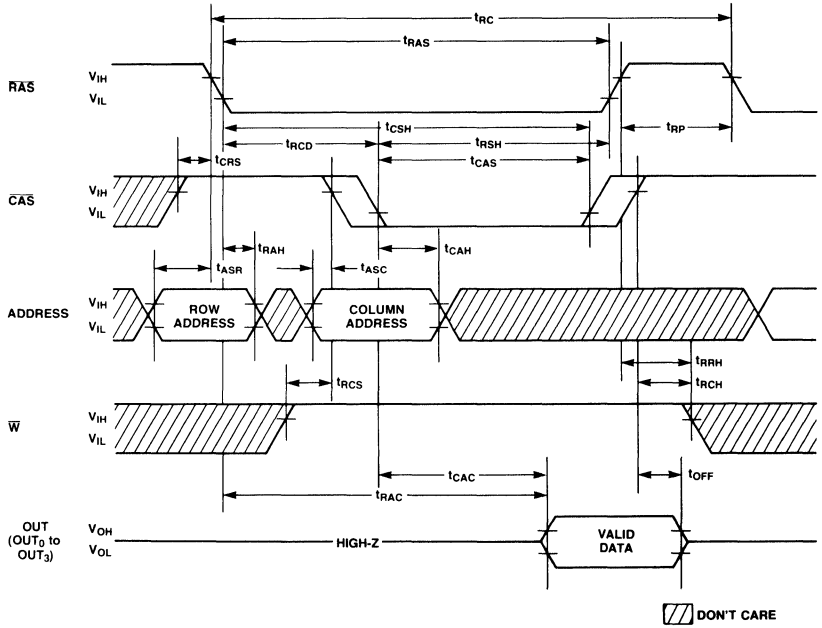 tRC
tRAS
RAS
VIH
VIL
tCSH
tRP
tRCD
tRSH
tCRS
tCAS
CAS
VIH
VIL
tRAH
tCAH
tASR
tASC
ADDRESS
VIH
VIL
ROW
ADDRESS
COLUMN
ADDRESS
tRRH
tRCS
tRCH
W
VIH
VIL
tCAC
tOFF
tRAC
OUT
(OUT0 to
OUT3)
VOH
VOL
HIGH-Z
VALID
DATA
DON'T CARE